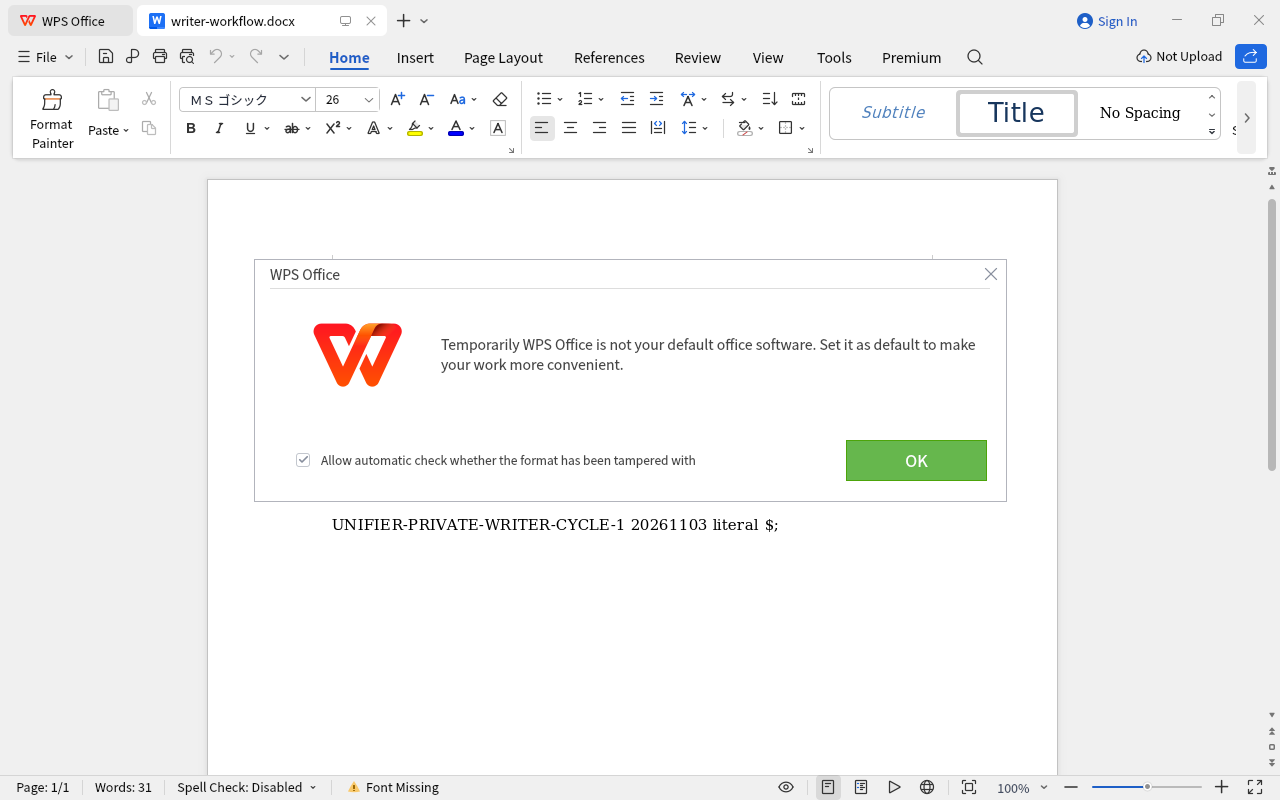 WPS Office
writer-workflow.docx
Sign In
File
Home
Insert
Page Layout
References
Review
View
Tools
Premium
Not Upload
Format
Painter
Paste
ＭＳ ゴシック
26
Subtitle
Title
No Spacing
WPS Office
Temporarily WPS Office is not your default office software. Set it as default to make
your work more convenient.
Allow automatic check whether the format has been tampered with
OK
UNIFIER-PRIVATE-WRITER-CYCLE-1 20261103 literal $;
Page: 1/1
Words: 31
Spell Check: Disabled
Font Missing
100%